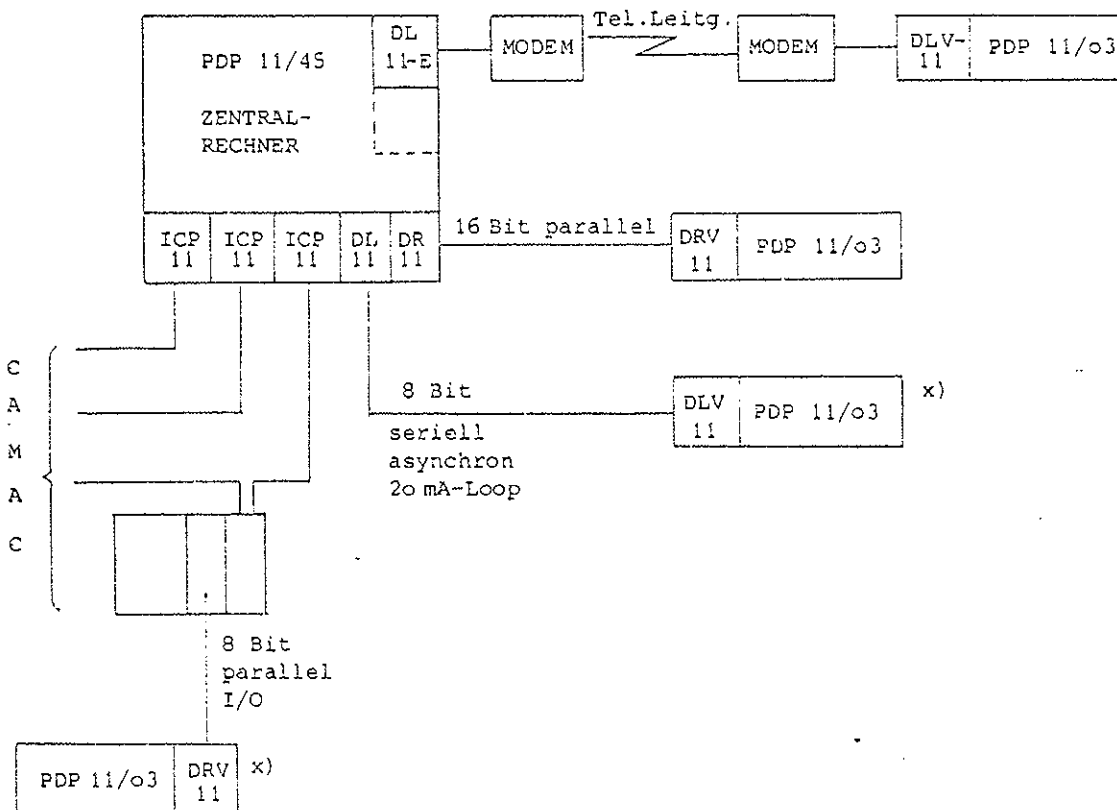 PDP 11/45
ZENTRAL-
RECHNER
DL
11-E
MODEM
Tel.Leitg.
MODEM
DLV-
11
PDP 11/o3
ICP
11
ICP
11
ICP
11
DL
11
DR
11
16 Bit parallel
DRV
11
PDP 11/o3
C
A
M
A
C
8 Bit
seriell
asynchron
2o mA-Loop
DLV
11
PDP 11/o3
x)
8 Bit
parallel
I/O
PDP 11/o3
DRV
11
x)